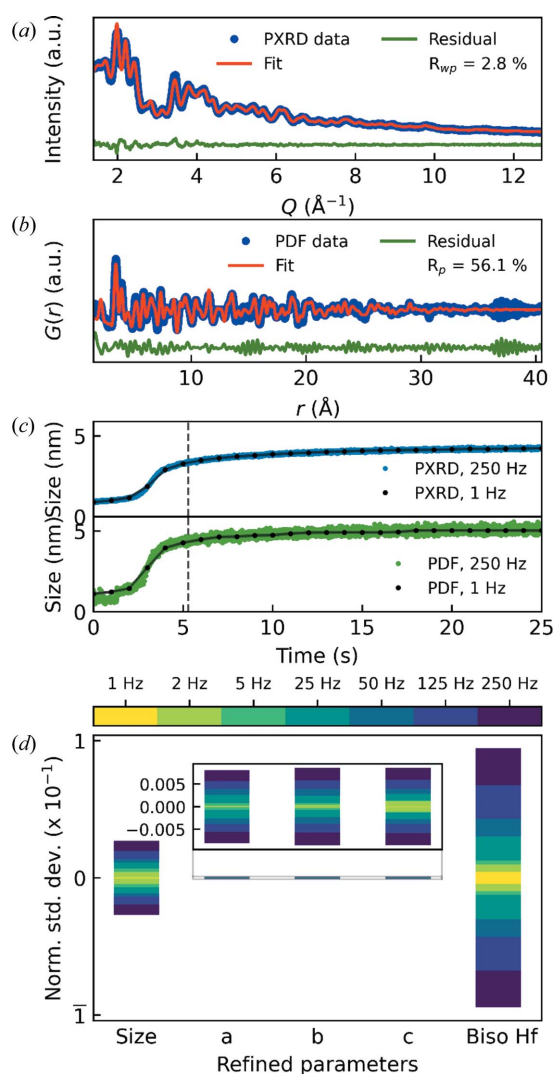 (a)
PXRD data
Residual
Fit
R_wp = 2.8 %
Intensity (a.u.)
2 4 6 8 10 12
Q (Å⁻¹)
(b)
PDF data
Residual
Fit
R_p = 56.1 %
G(r) (a.u.)
10 20 30 40
r (Å)
(c)
5
PXRD, 250 Hz
PXRD, 1 Hz
0
Size (nm)
5
PDF, 250 Hz
PDF, 1 Hz
0
Size (nm)
0 5 10 15 20 25
Time (s)
1 Hz 2 Hz 5 Hz 25 Hz 50 Hz 125 Hz 250 Hz
(d)
1
0.005
0.000
−0.005
0
1̅
Norm. std. dev. (x 10⁻¹)
Size a b c Biso Hf
Refined parameters